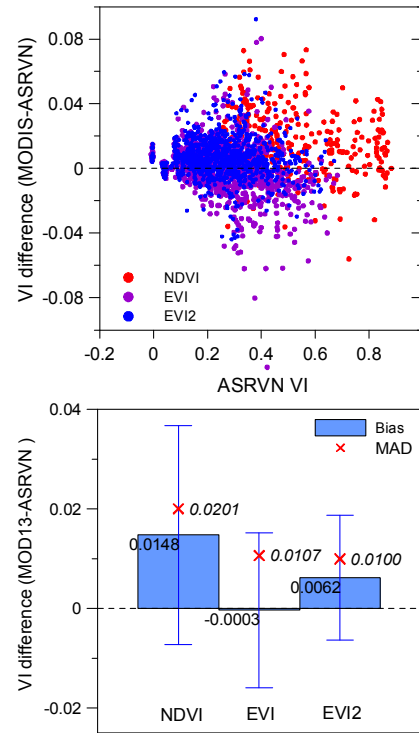 0.08
0.04
0
-0.04
-0.08
VI difference (MODIS-ASRVN)
NDVI
EVI
EVI2
-0.2 0 0.2 0.4 0.6 0.8
ASRVN VI
0.04
0.02
0
-0.02
VI difference (MOD13-ASRVN )
Bias
MAD
0.0201
0.0148
0.0107
-0.0003
0.0100
0.0062
NDVI EVI EVI2